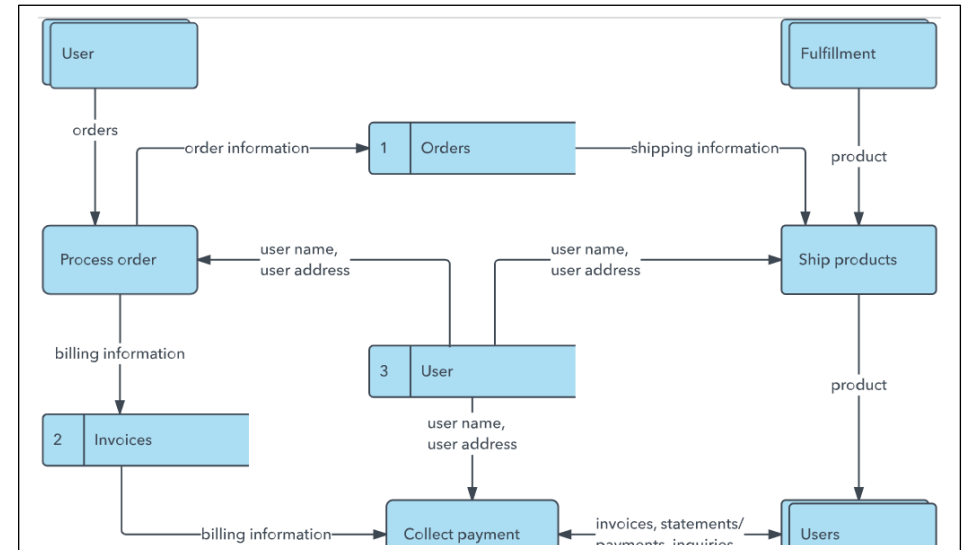 User
Fulfillment
orders
order information
1 Orders
shipping information
product
Process order
user name,
user address
user name,
user address
Ship products
billing information
3 User
product
2 Invoices
user name,
user address
billing information
Collect payment
invoices, statements/
payments, inquiries
Users